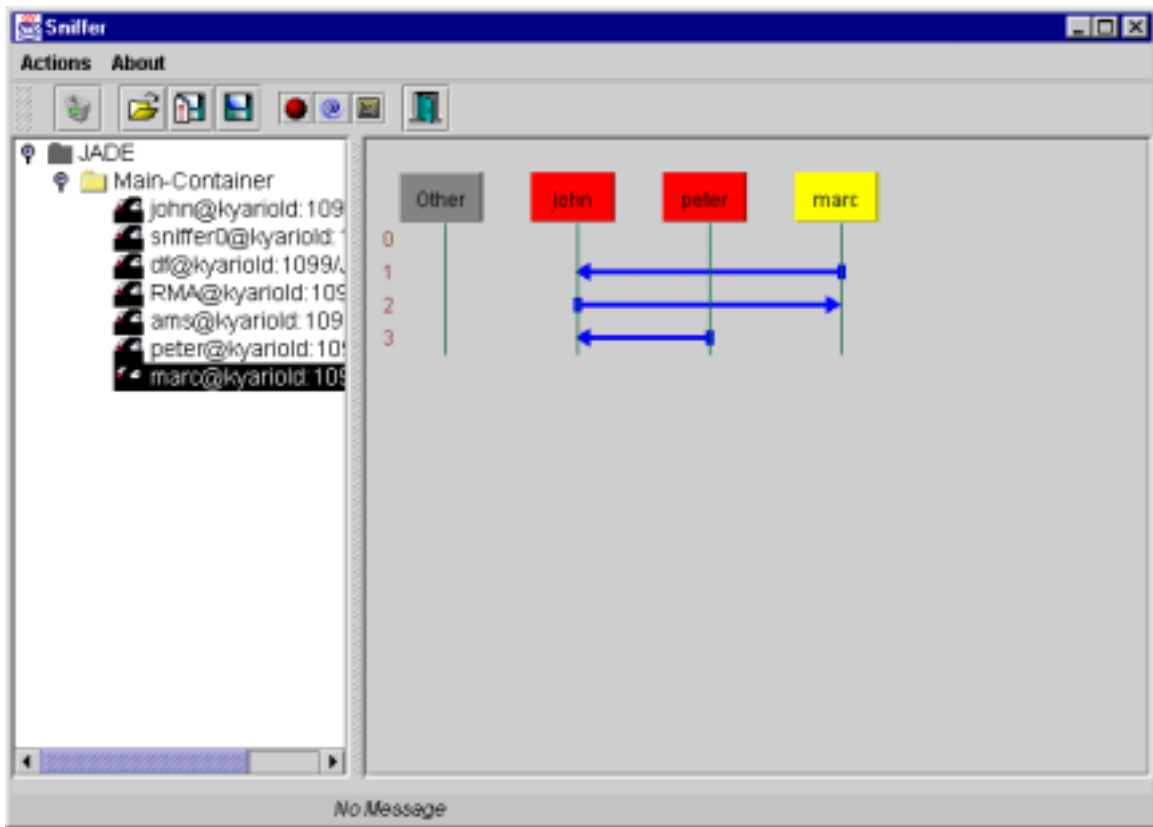 Sniffer
Actions About
JADE
Main-Container
john@kyariold:109
sniffer0@kyariold:
df@kyariold:1099/
RMA@kyariold:109
ams@kyariold:109
peter@kyariold:10
marc@kyariold:109
Other john peter marc
0
1
2
3
No Message